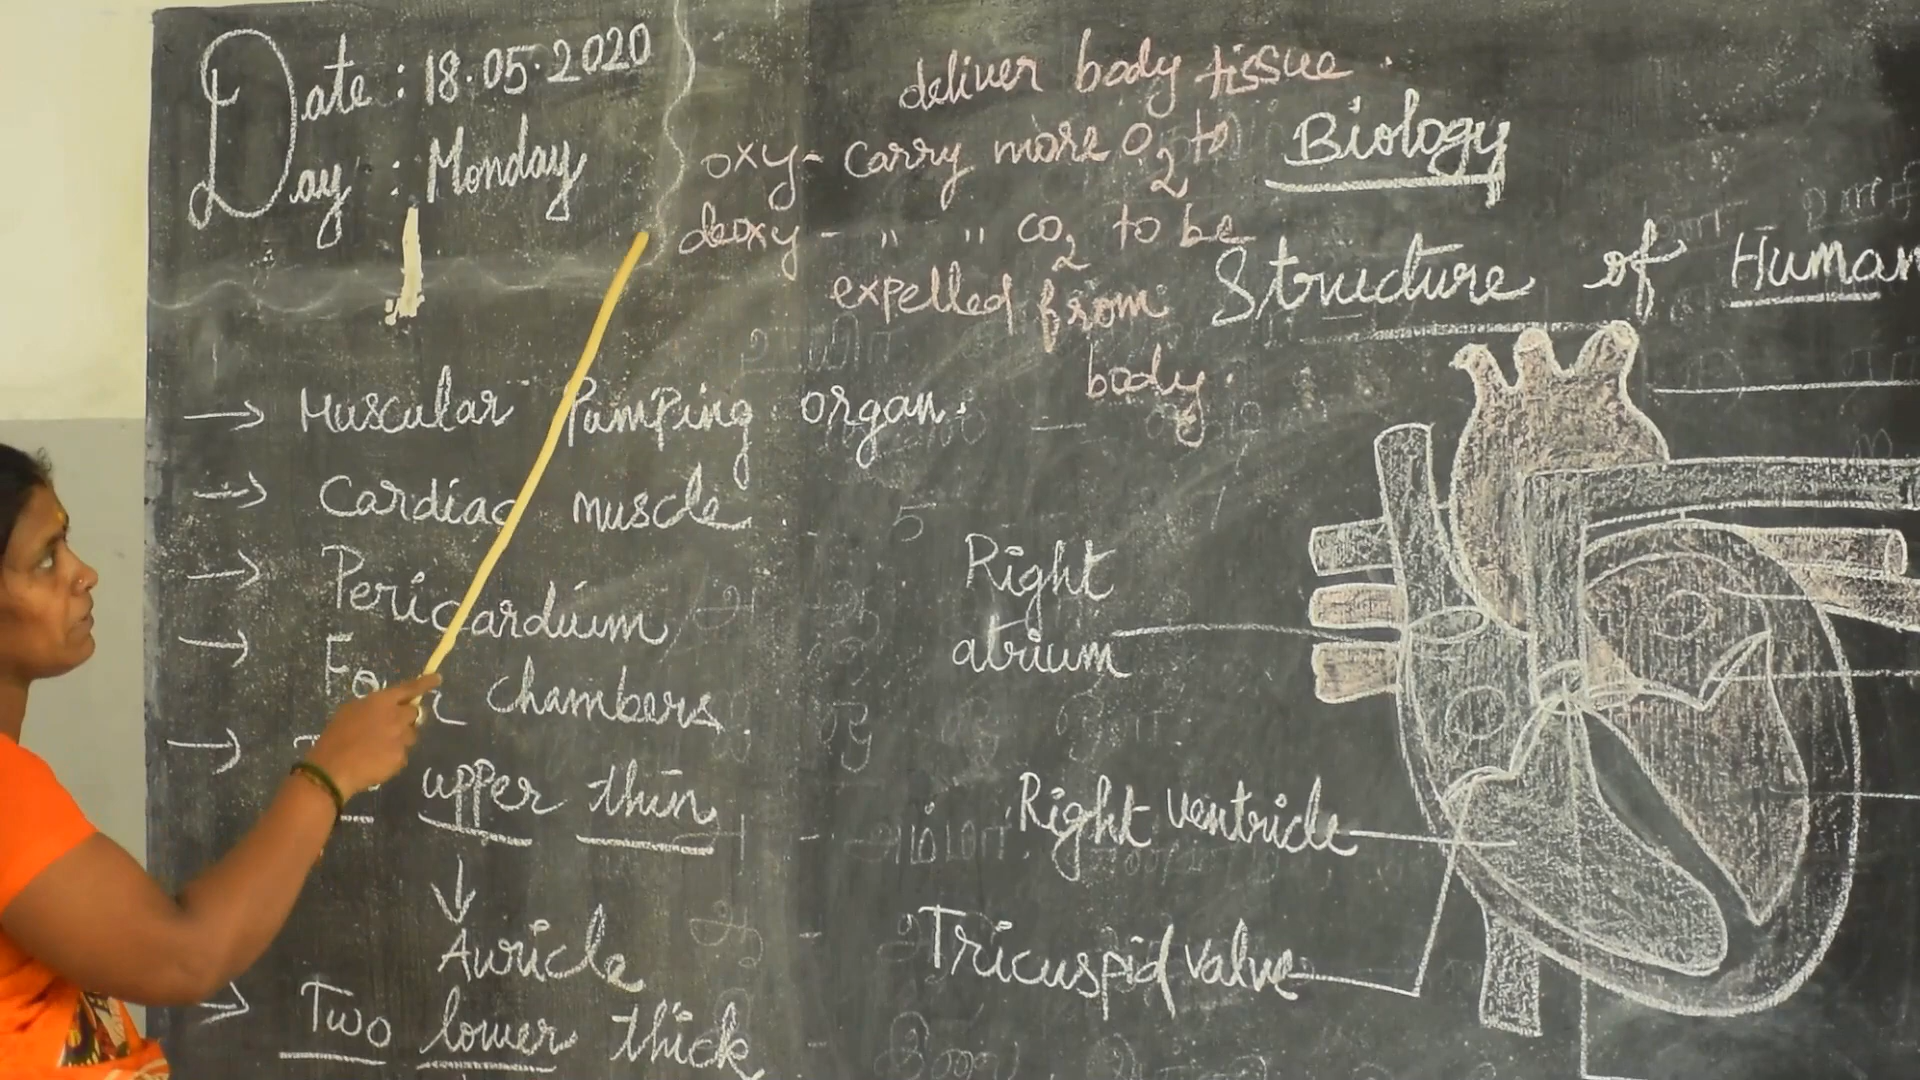 Date : 18.05.2020
Day : Monday
deliver body tissue.
oxy - carry more O2 to
deoxy - " " CO2 to be
expelled from
body.
Biology
Structure of Human
→ Muscular Pumping organ.
→ Cardiac muscle
→ Pericardium
→ Four chambers
→ upper thin
↓
Auricle
→ Two lower thick
Right
atrium
Right ventricle
Tricuspid valve